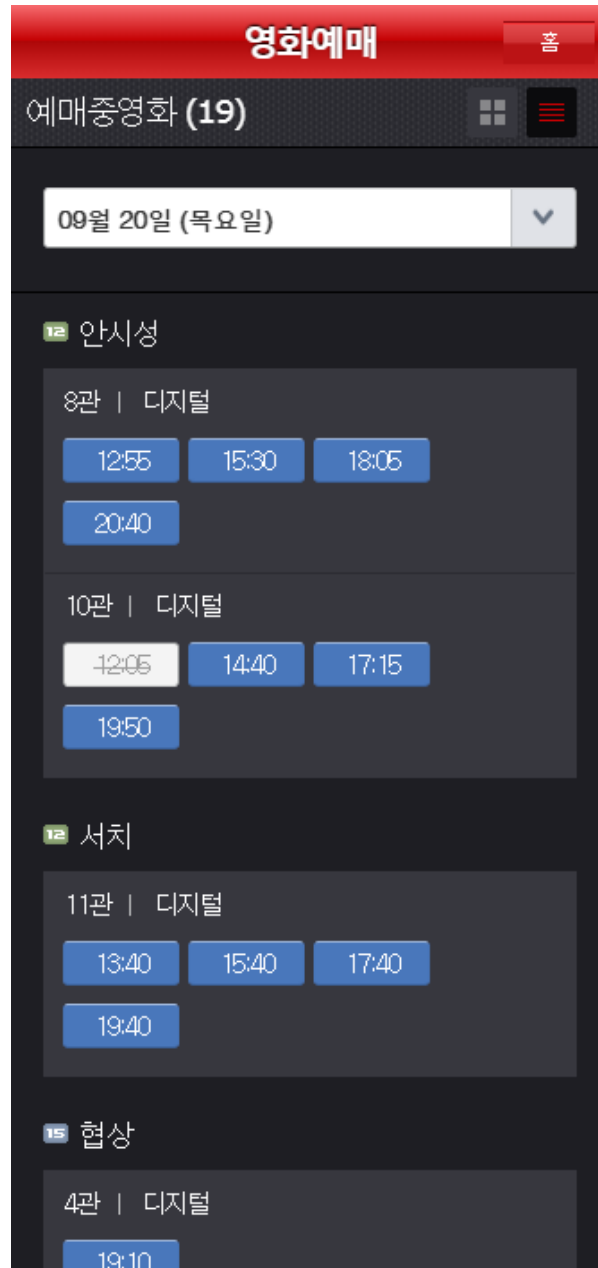 영화예매
홈
예매중영화 (19)
09월 20일 (목요일)
12 안시성
8관 | 디지털
12:55 15:30 18:05
20:40
10관 | 디지털
12:05 14:40 17:15
19:50
12 서치
11관 | 디지털
13:40 15:40 17:40
19:40
15 협상
4관 | 디지털
19:10